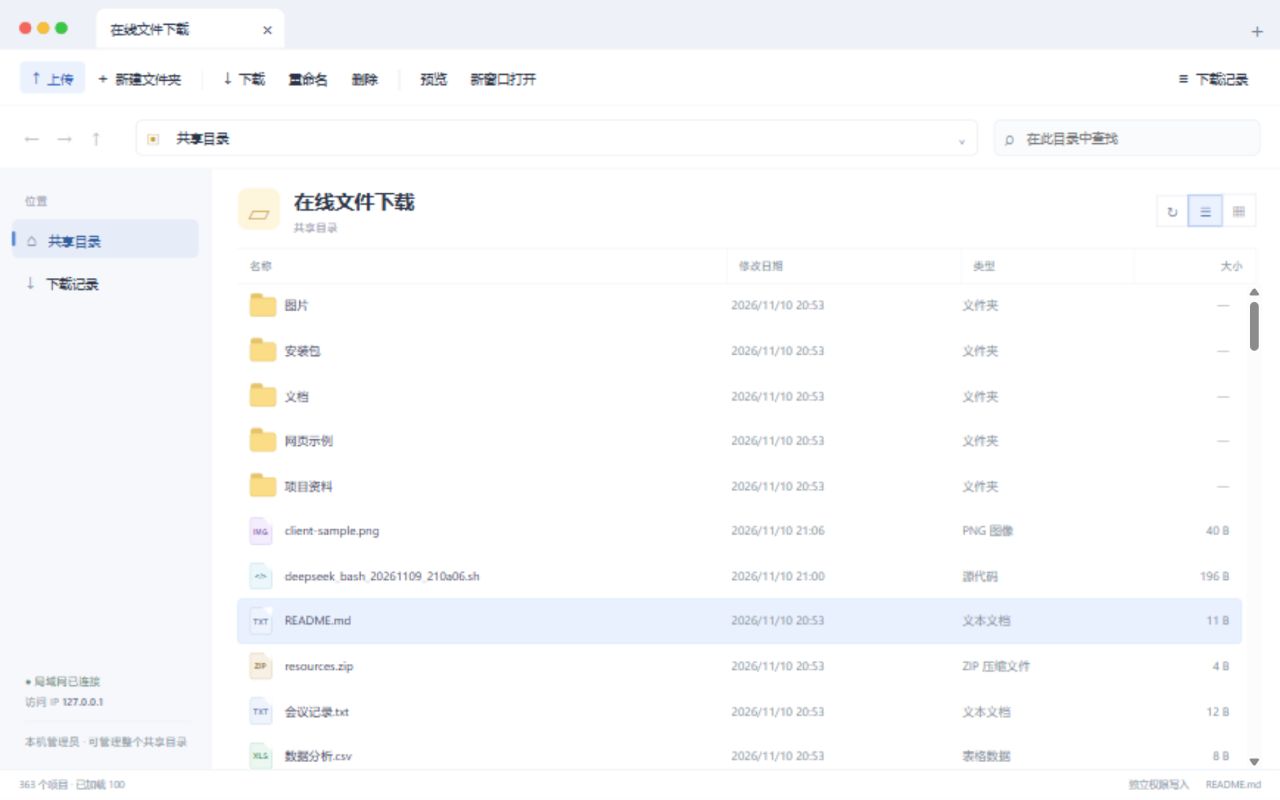 在线文件下载 ×
+
↑ 上传 + 新建文件夹 ↓ 下载 重命名 删除 预览 新窗口打开 ≡ 下载记录
← → ↑ 共享目录 在此目录中查找
位置
共享目录
↓ 下载记录
在线文件下载
共享目录
名称 修改日期 类型 大小
图片 2026/11/10 20:53 文件夹 —
安装包 2026/11/10 20:53 文件夹 —
文档 2026/11/10 20:53 文件夹 —
网页示例 2026/11/10 20:53 文件夹 —
项目资料 2026/11/10 20:53 文件夹 —
IMG client-sample.png 2026/11/10 21:06 PNG 图像 40 B
</> deepseek_bash_20261109_210a06.sh 2026/11/10 21:00 源代码 196 B
TXT README.md 2026/11/10 20:53 文本文档 11 B
ZIP resources.zip 2026/11/10 20:53 ZIP 压缩文件 4 B
TXT 会议记录.txt 2026/11/10 20:53 文本文档 12 B
XLS 数据分析.csv 2026/11/10 20:53 表格数据 8 B
● 局域网已连接
访问 IP 127.0.0.1
本机管理员 · 可管理整个共享目录
363 个项目 · 已加载 100 独立权限写入 README.md